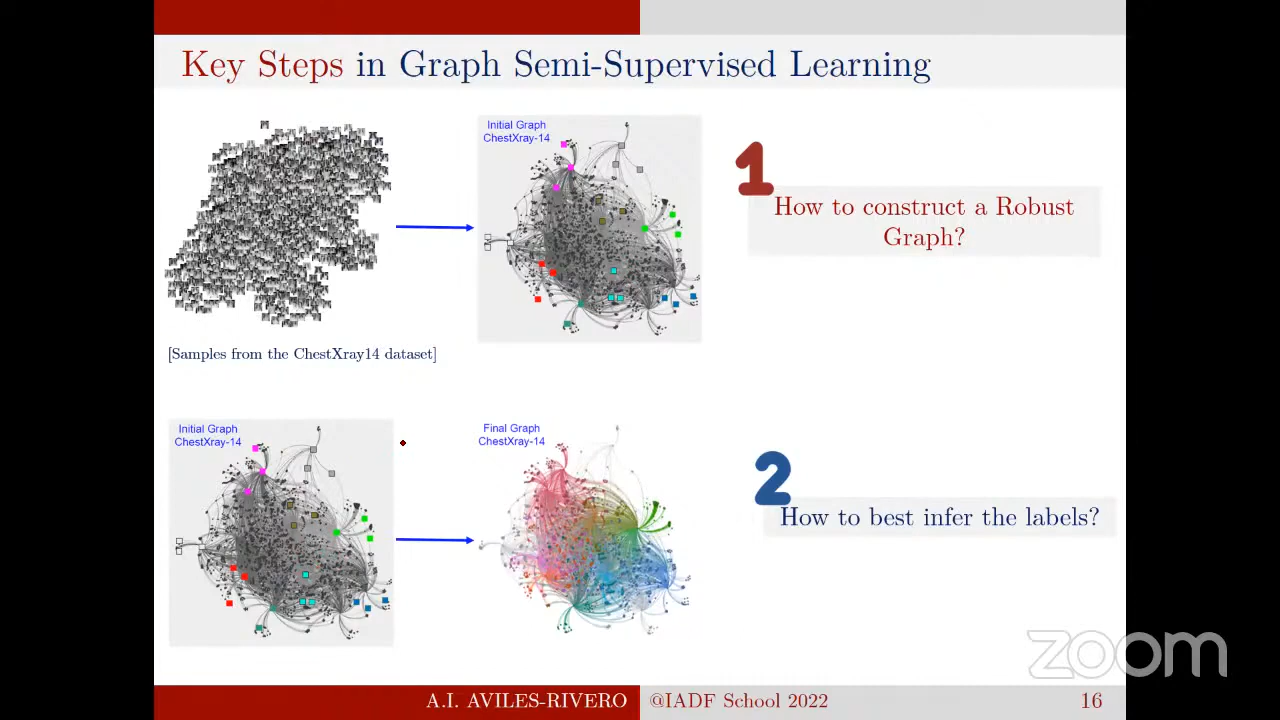 Key Steps in Graph Semi-Supervised Learning
Initial Graph
ChestXray-14
1
How to construct a Robust
Graph?
[Samples from the ChestXray14 dataset]
Initial Graph
ChestXray-14
Final Graph
ChestXray-14
2
How to best infer the labels?
zoom
A.I. AVILES-RIVERO
@IADF School 2022
16